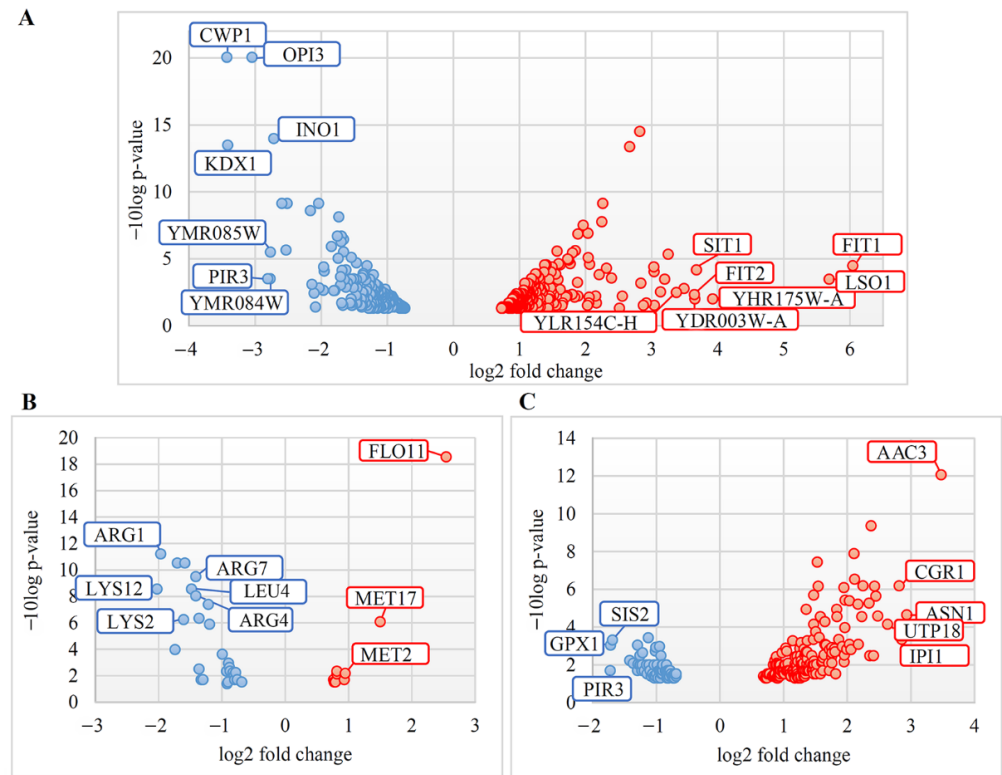 A
CWP1
OPI3
INO1
KDX1
YMR085W
PIR3
YMR084W
SIT1
FIT1
FIT2
LSO1
YHR175W-A
YLR154C-H
YDR003W-A
20
15
10
5
0
−10log p-value
−4 −3 −2 −1 0 1 2 3 4 5 6
log2 fold change
B
FLO11
ARG1
ARG7
LYS12
LEU4
MET17
LYS2
ARG4
MET2
20
18
16
14
12
10
8
6
4
2
0
−10log p-value
−3 −2 −1 0 1 2 3
log2 fold change
C
AAC3
CGR1
ASN1
SIS2
UTP18
GPX1
IPI1
PIR3
14
12
10
8
6
4
2
0
−10log p-value
−2 −1 0 1 2 3 4
log2 fold change